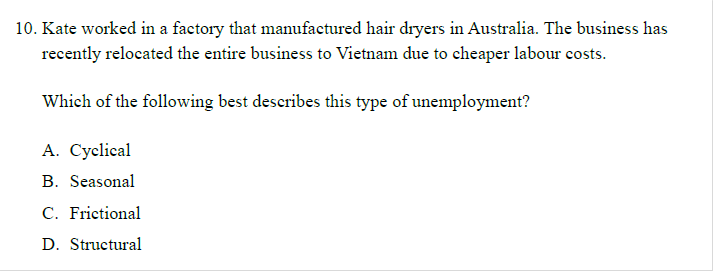 10. Kate worked in a factory that manufactured hair dryers in Australia. The business has
recently relocated the entire business to Vietnam due to cheaper labour costs.
Which of the following best describes this type of unemployment?
A. Cyclical
B. Seasonal
C. Frictional
D. Structural